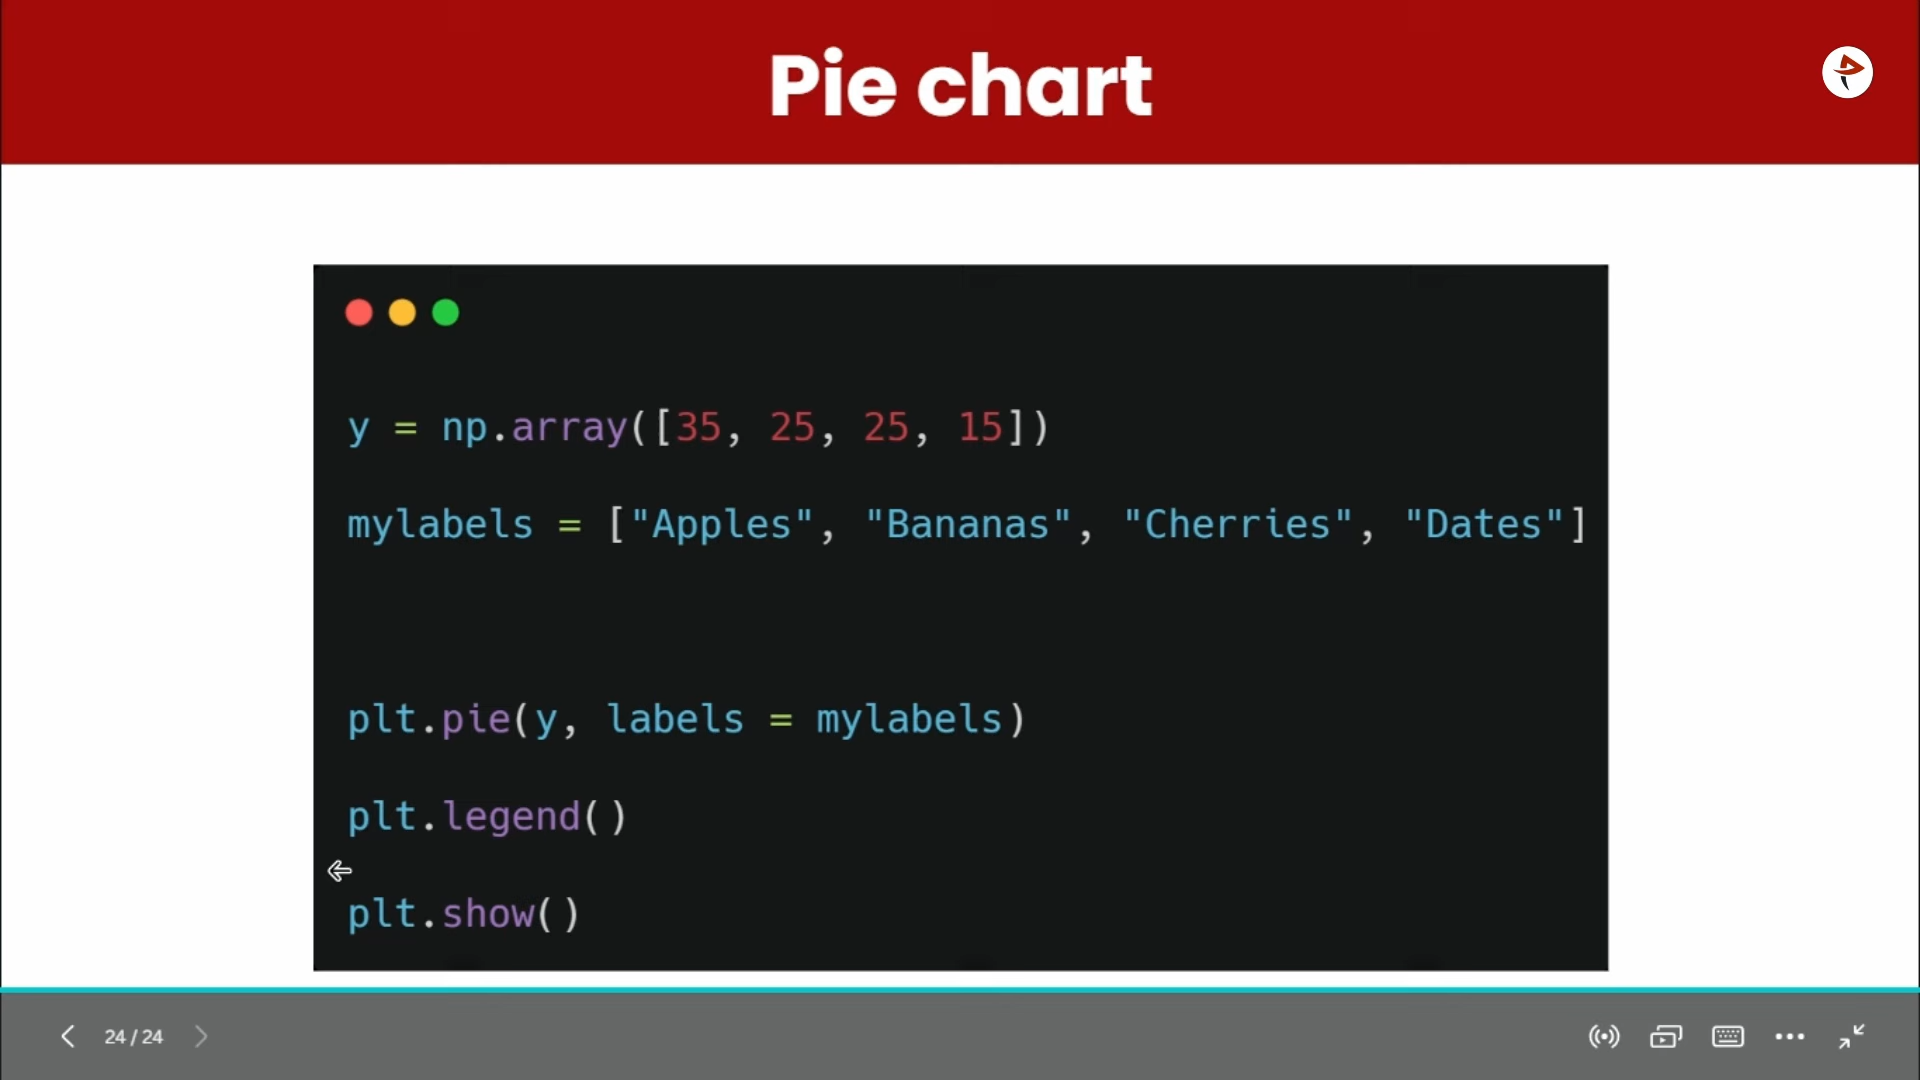 Pie chart
y = np.array([35, 25, 25, 15])
mylabels = ["Apples", "Bananas", "Cherries", "Dates"]
plt.pie(y, labels = mylabels)
plt.legend()
plt.show()
24 / 24